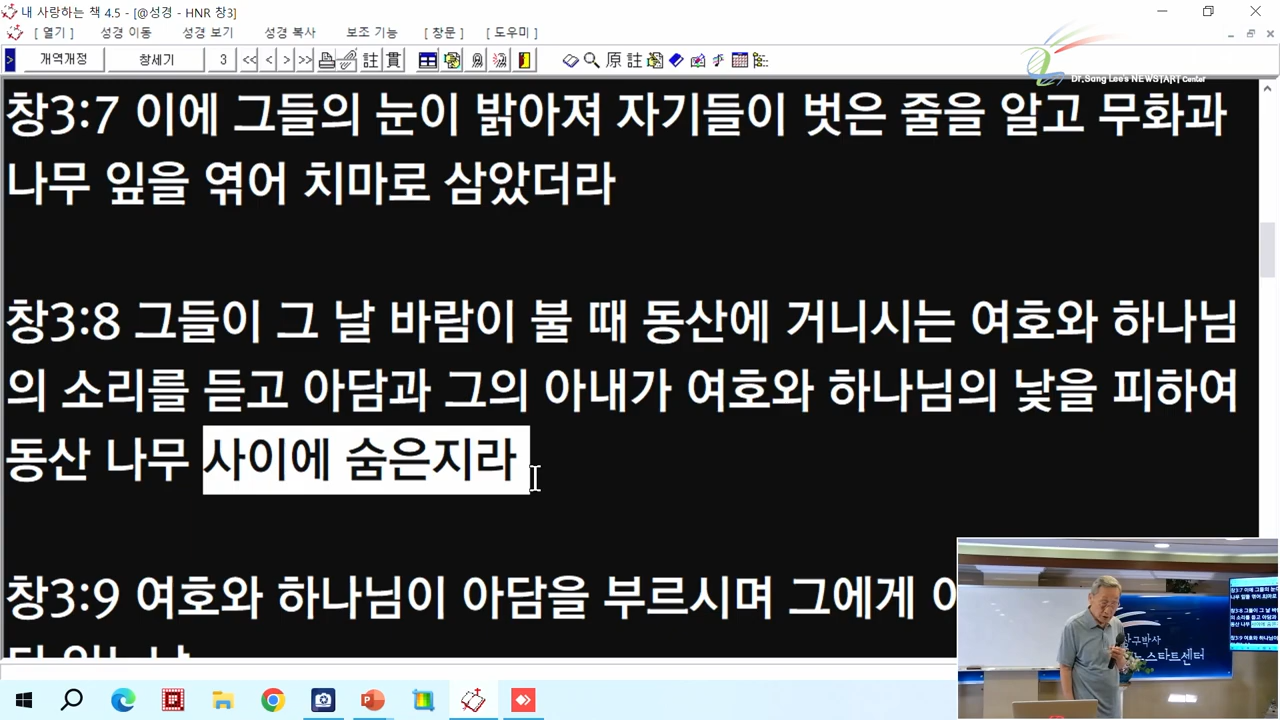 내 사랑하는 책 4.5 - [@성경 - HNR 창3]
[ 열기 ] 성경 이동 성경 보기 성경 복사 보조 기능 [ 창문 ] [ 도우미 ]
개역개정 창세기 3 << < > >> 註 貫 原 註
Dr.Sang Lee's NEWSTART Center
창3:7 이에 그들의 눈이 밝아져 자기들이 벗은 줄을 알고 무화과
나무 잎을 엮어 치마로 삼았더라
창3:8 그들이 그 날 바람이 불 때 동산에 거니시는 여호와 하나님
의 소리를 듣고 아담과 그의 아내가 여호와 하나님의 낯을 피하여
동산 나무 사이에 숨은지라
창3:9 여호와 하나님이 아담을 부르시며 그에게
상구박사
스타트센터